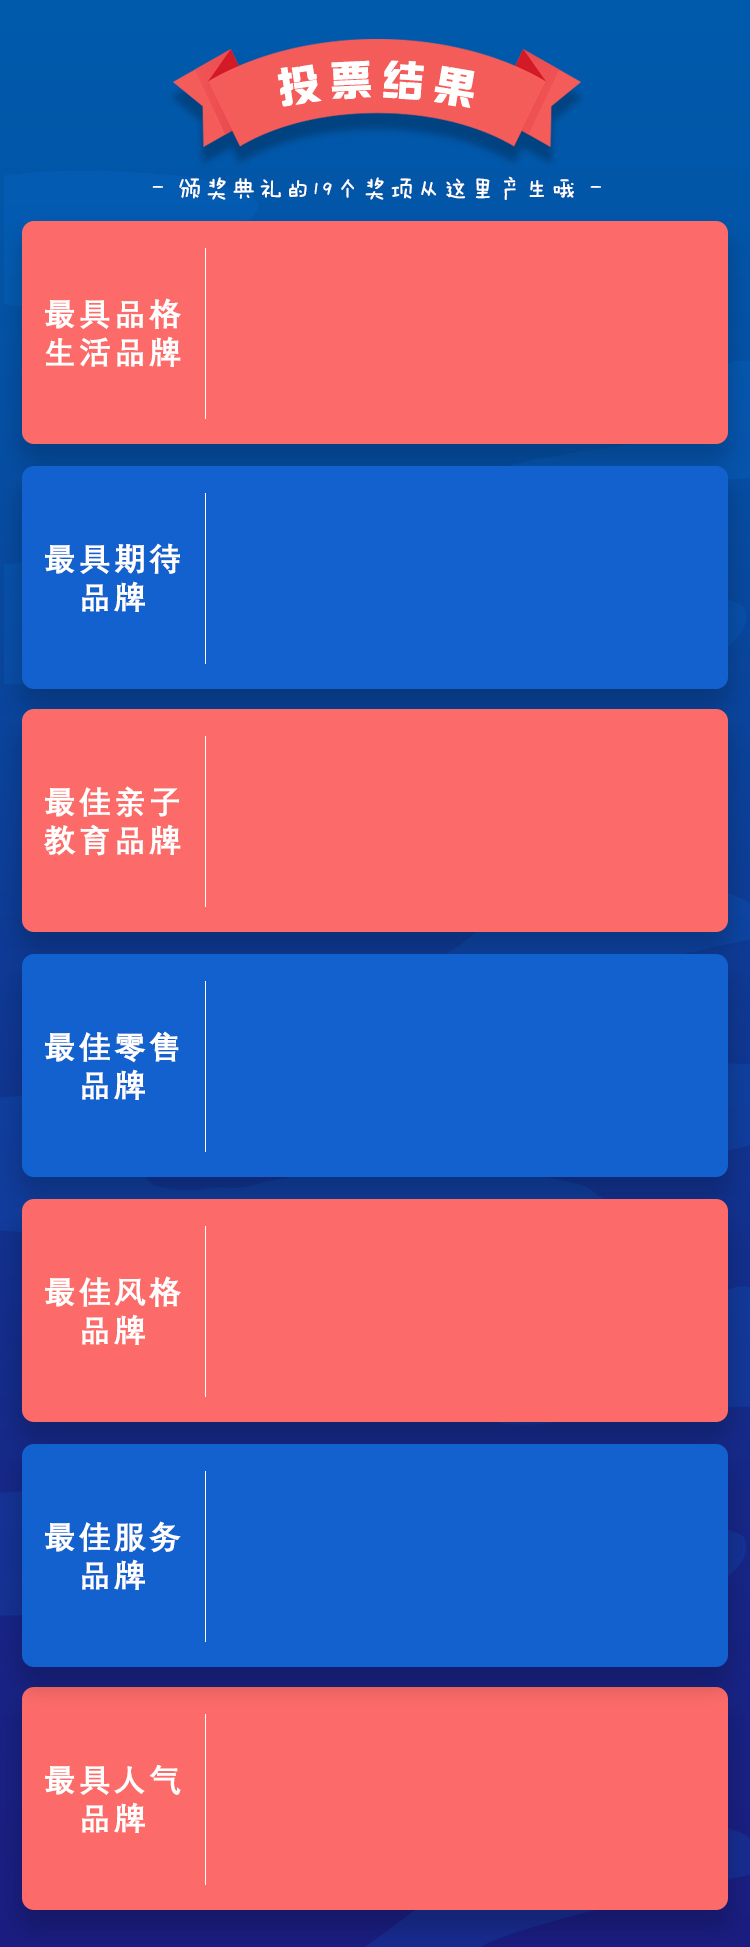 投票结果
- 颁奖典礼的19个奖项从这里产生哦 -
最具品格
生活品牌
最具期待
品牌
最佳亲子
教育品牌
最佳零售
品牌
最佳风格
品牌
最佳服务
品牌
最具人气
品牌